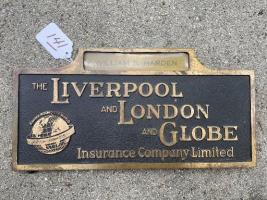 141
WILLIAM S. HARDEN
THE LIVERPOOL
AND LONDON
AND GLOBE
Insurance Company Limited